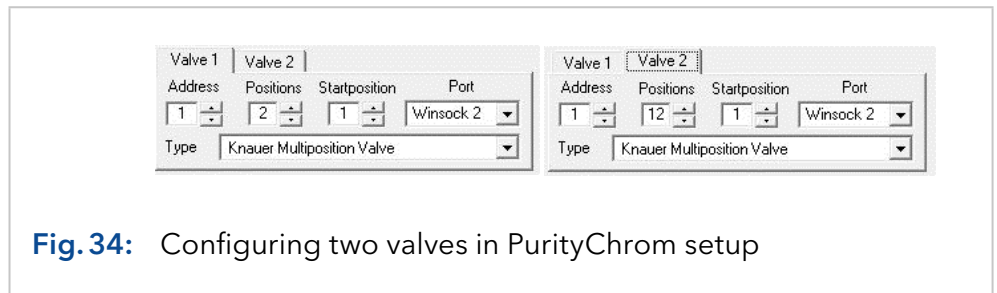 Valve 1 Valve 2
Address Positions Startposition Port
1 2 1 Winsock 2
Type Knauer Multiposition Valve
Valve 1 Valve 2
Address Positions Startposition Port
1 12 1 Winsock 2
Type Knauer Multiposition Valve
Fig. 34: Configuring two valves in PurityChrom setup